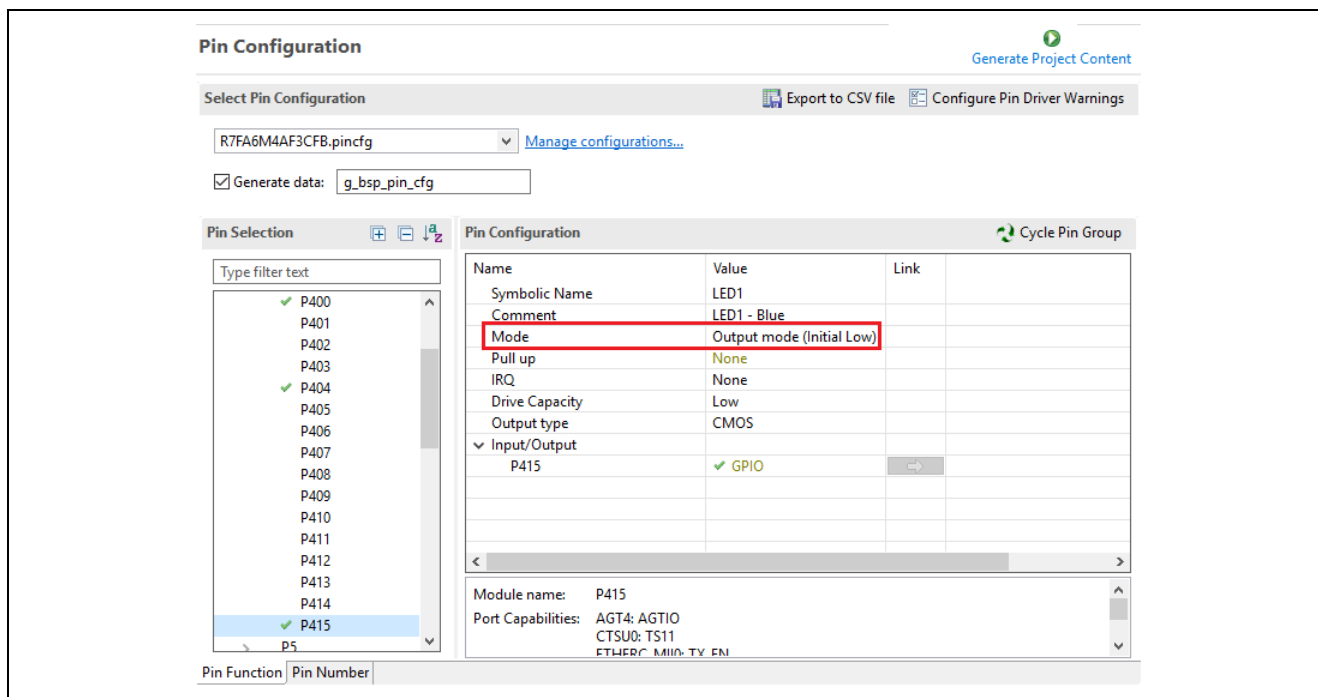 Pin Configuration
Generate Project Content
Select Pin Configuration
Export to CSV file
Configure Pin Driver Warnings
R7FA6M4AF3CFB.pincfg
Manage configurations...
Generate data:
g_bsp_pin_cfg
Pin Selection
Type filter text
P400
P401
P402
P403
P404
P405
P406
P407
P408
P409
P410
P411
P412
P413
P414
P415
P5
Pin Configuration
Cycle Pin Group
Name Value Link
Symbolic Name LED1
Comment LED1 - Blue
Mode Output mode (Initial Low)
Pull up None
IRQ None
Drive Capacity Low
Output type CMOS
Input/Output
P415 GPIO
Module name: P415
Port Capabilities: AGT4: AGTIO
CTSU0: TS11
ETHERC_MII0: TX_EN
Pin Function Pin Number